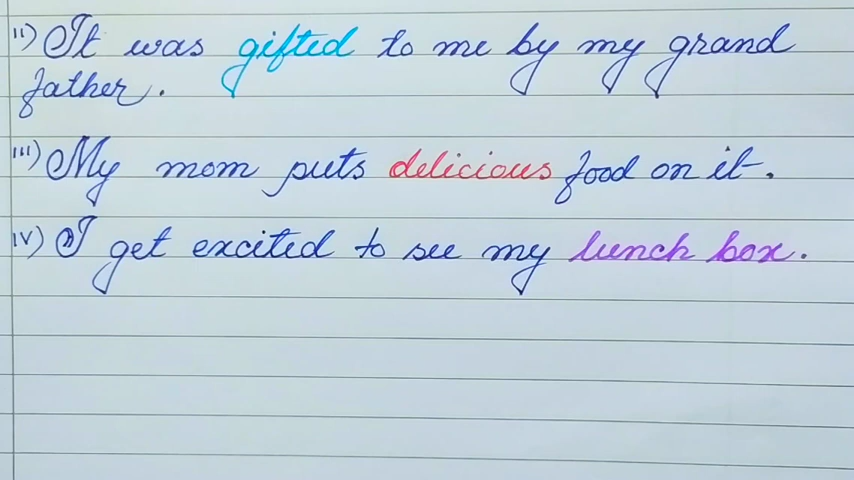 II) It was gifted to me by my grand
father.
III) My mom puts delicious food on it.
IV) I get excited to see my lunch box.